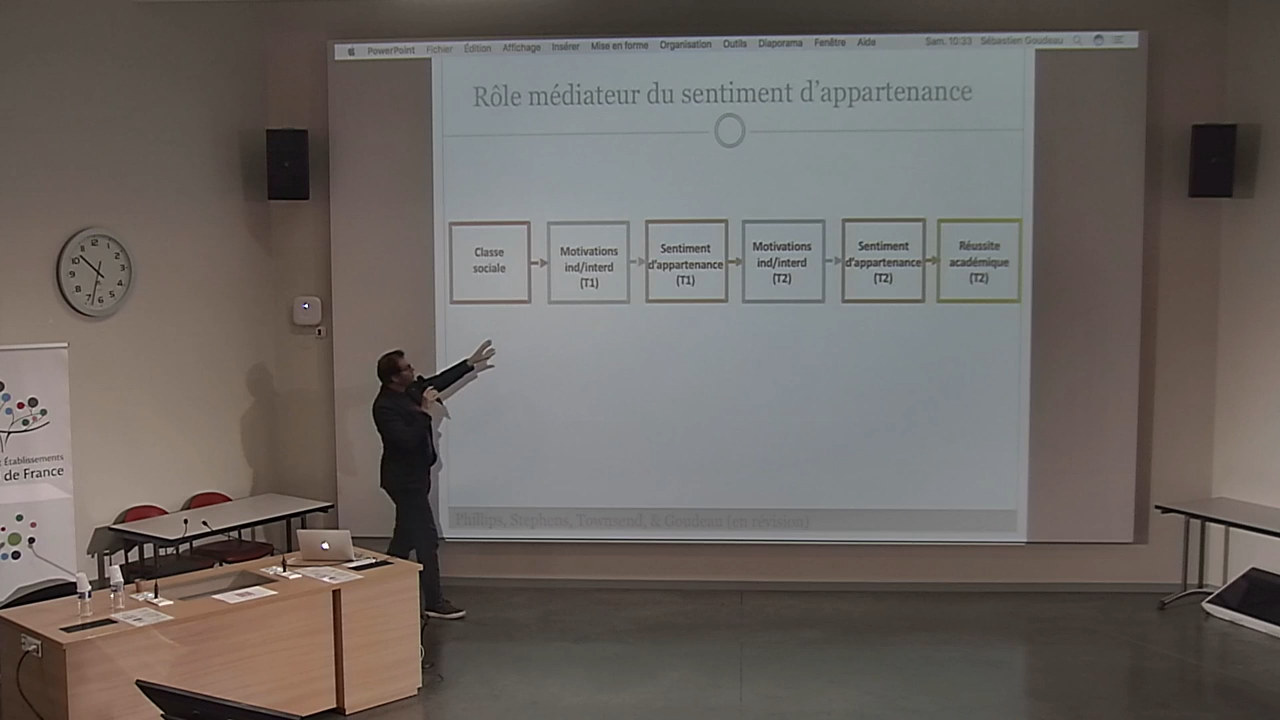 PowerPoint Fichier Édition Affichage Insérer Mise en forme Organisation Outils Diaporama Fenêtre Aide Sam. 10:33 Sébastien Goudeau
Rôle médiateur du sentiment d'appartenance
Classe
sociale
Motivations
ind/interd
(T1)
Sentiment
d'appartenance
(T1)
Motivations
ind/interd
(T2)
Sentiment
d'appartenance
(T2)
Réussite
académique
(T2)
Phillips, Stephens, Townsend, & Goudeau (en révision)
Établissements
de France